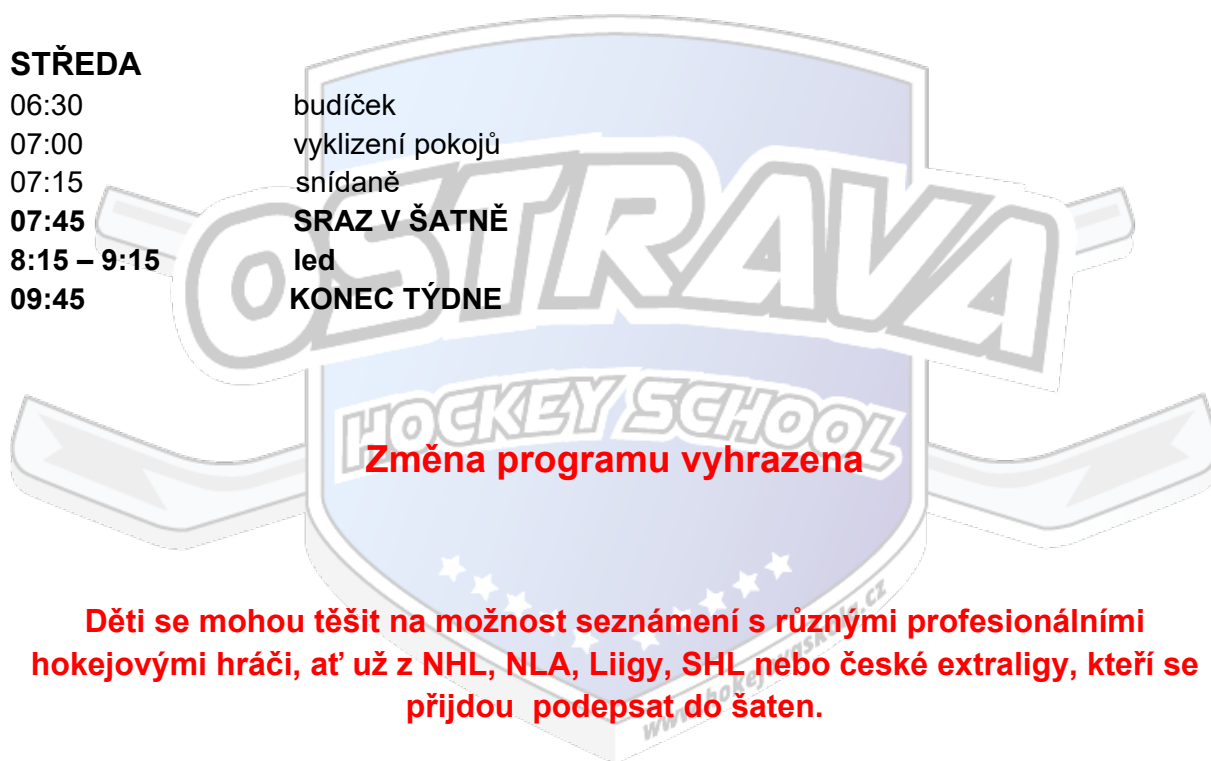 STŘEDA
06:30 budíček
07:00 vyklizení pokojů
07:15 snídaně
07:45 SRAZ V ŠATNĚ
8:15 – 9:15 led
09:45 KONEC TÝDNE
OSTRAVA
HOCKEY SCHOOL
Změna programu vyhrazena
Děti se mohou těšit na možnost seznámení s různými profesionálními
hokejovými hráči, ať už z NHL, NLA, Liigy, SHL nebo české extraligy, kteří se
přijdou podepsat do šaten.